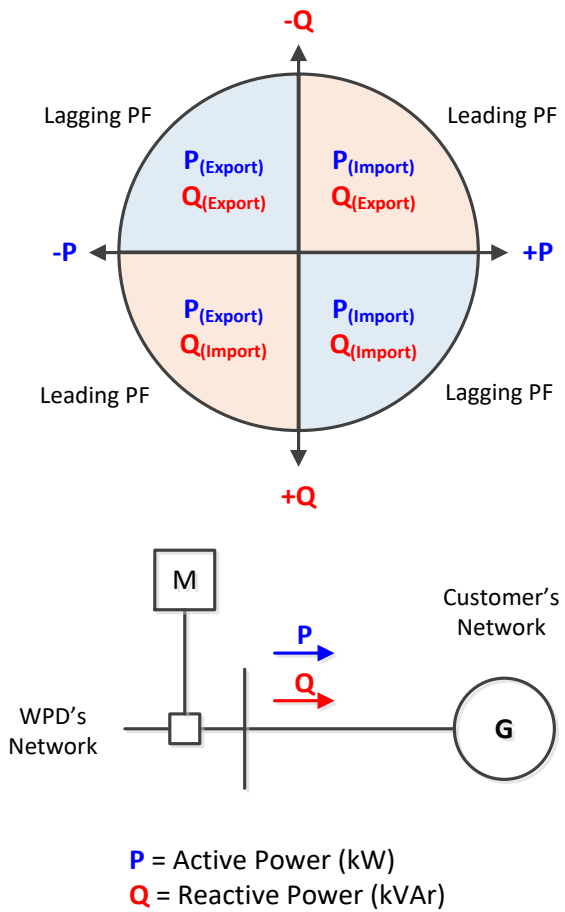 -Q
Lagging PF
Leading PF
P(Export)
Q(Export)
P(Import)
Q(Export)
-P
+P
P(Export)
Q(Import)
P(Import)
Q(Import)
Leading PF
Lagging PF
+Q
M
Customer's
Network
P
Q
WPD's
Network
G
P = Active Power (kW)
Q = Reactive Power (kVAr)